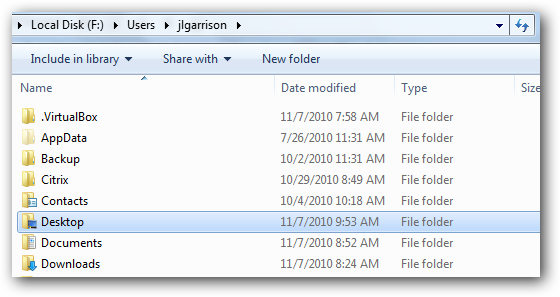 Local Disk (F:) Users jlgarrison
Include in library Share with New folder
Name Date modified Type Size
.VirtualBox 11/7/2010 7:58 AM File folder
AppData 7/26/2010 11:31 AM File folder
Backup 10/2/2010 11:31 AM File folder
Citrix 10/29/2010 8:49 AM File folder
Contacts 10/4/2010 10:18 AM File folder
Desktop 11/7/2010 9:53 AM File folder
Documents 11/7/2010 8:52 AM File folder
Downloads 11/7/2010 8:24 AM File folder